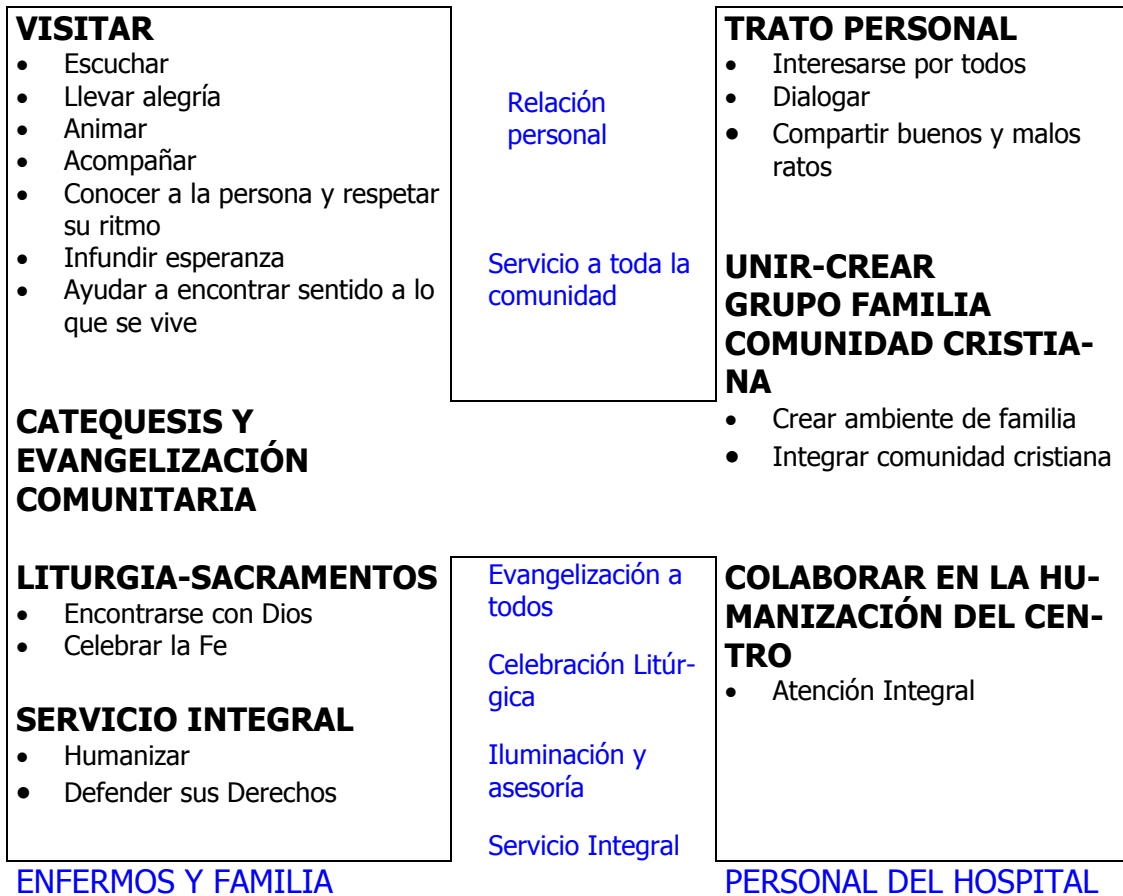 VISITAR
• Escuchar
• Llevar alegría
• Animar
• Acompañar
• Conocer a la persona y respetar
su ritmo
• Infundir esperanza
• Ayudar a encontrar sentido a lo
que se vive
CATEQUESIS Y
EVANGELIZACIÓN
COMUNITARIA
LITURGIA-SACRAMENTOS
• Encontrarse con Dios
• Celebrar la Fe
SERVICIO INTEGRAL
• Humanizar
• Defender sus Derechos
ENFERMOS Y FAMILIA
Relación
personal
Servicio a toda la
comunidad
Evangelización a
todos
Celebración Litúr-
gica
Iluminación y
asesoría
Servicio Integral
TRATO PERSONAL
• Interesarse por todos
• Dialogar
• Compartir buenos y malos
ratos
UNIR-CREAR
GRUPO FAMILIA
COMUNIDAD CRISTIA-
NA
• Crear ambiente de familia
• Integrar comunidad cristiana
COLABORAR EN LA HU-
MANIZACIÓN DEL CEN-
TRO
• Atención Integral
PERSONAL DEL HOSPITAL